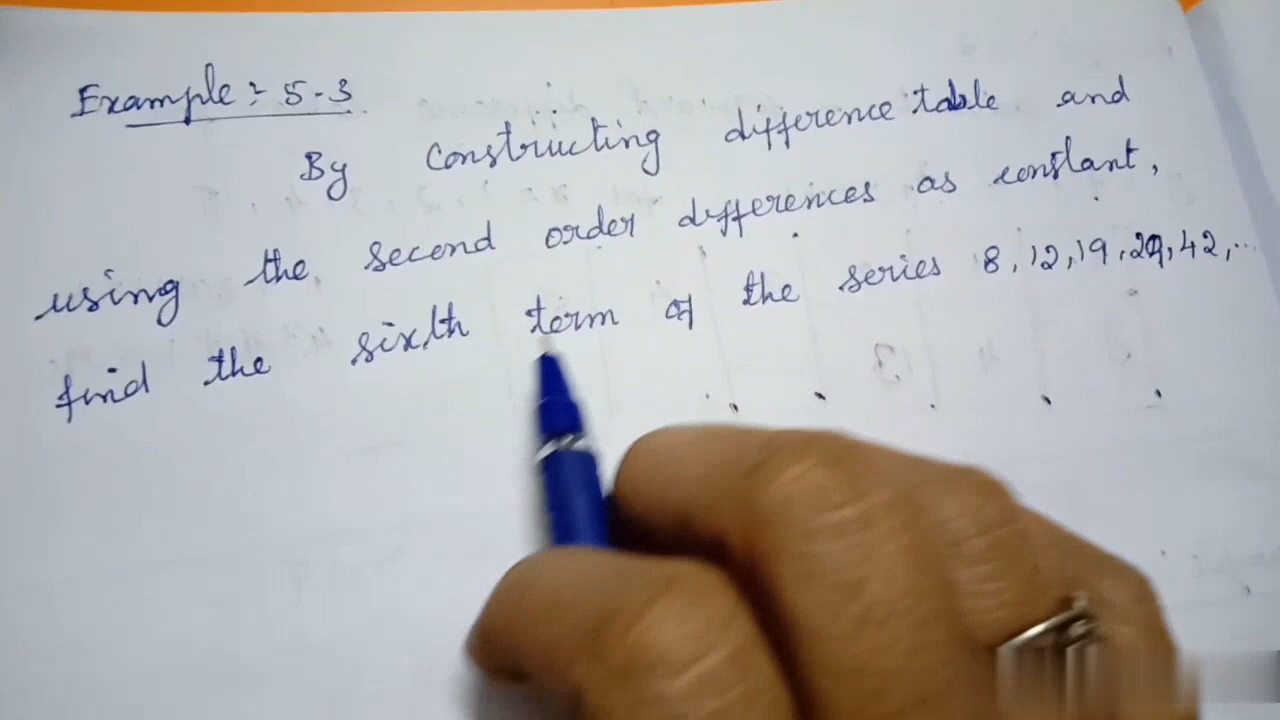 Example:- 5-3
By constructing difference table and
using the second order differences as constant,
find the sixth term of the series 8, 12, 19, 29, 42, ...